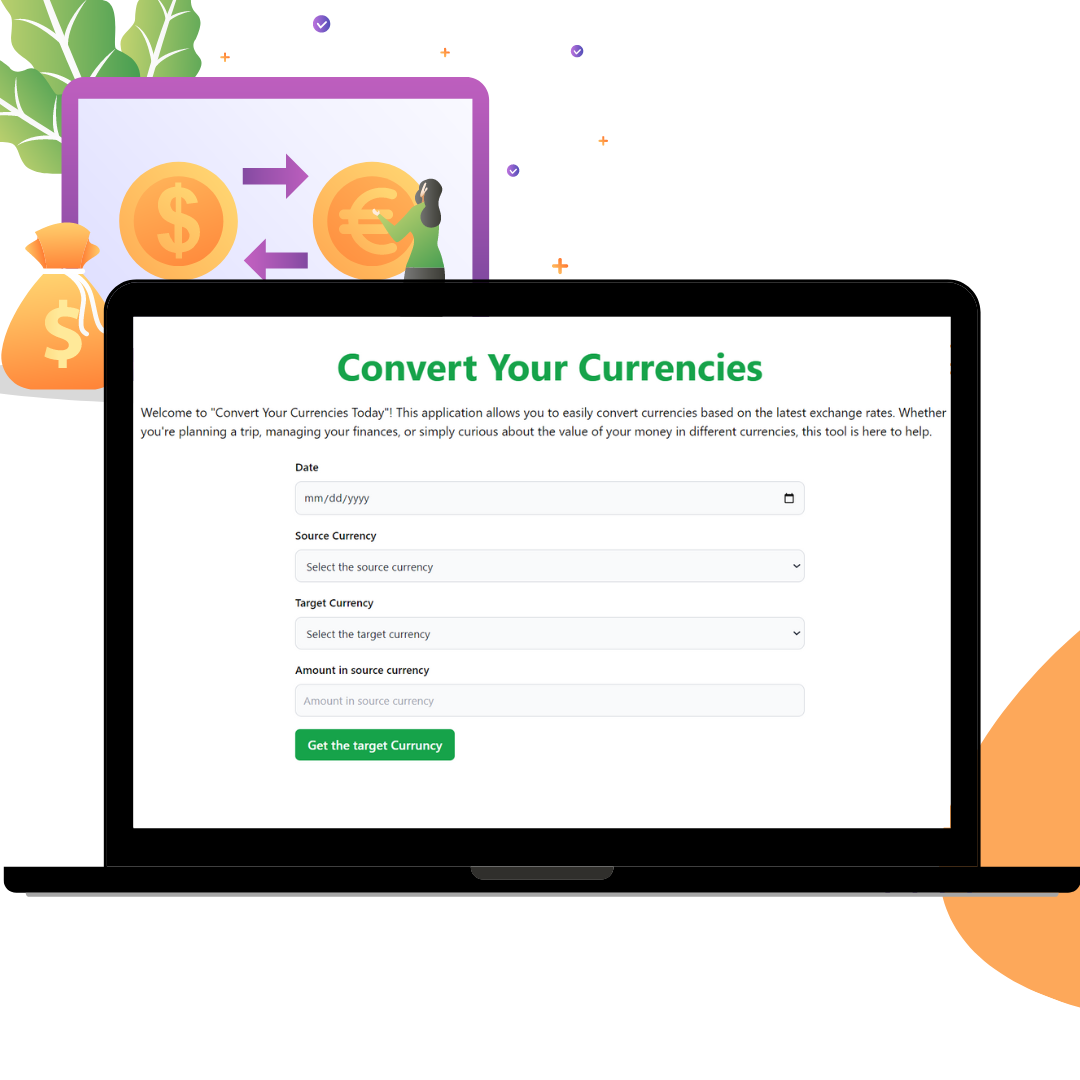 $
€
$
Convert Your Currencies
Welcome to "Convert Your Currencies Today"! This application allows you to easily convert currencies based on the latest exchange rates. Whether
you're planning a trip, managing your finances, or simply curious about the value of your money in different currencies, this tool is here to help.
Date
mm/dd/yyyy
Source Currency
Select the source currency
Target Currency
Select the target currency
Amount in source currency
Amount in source currency
Get the target Curruncy